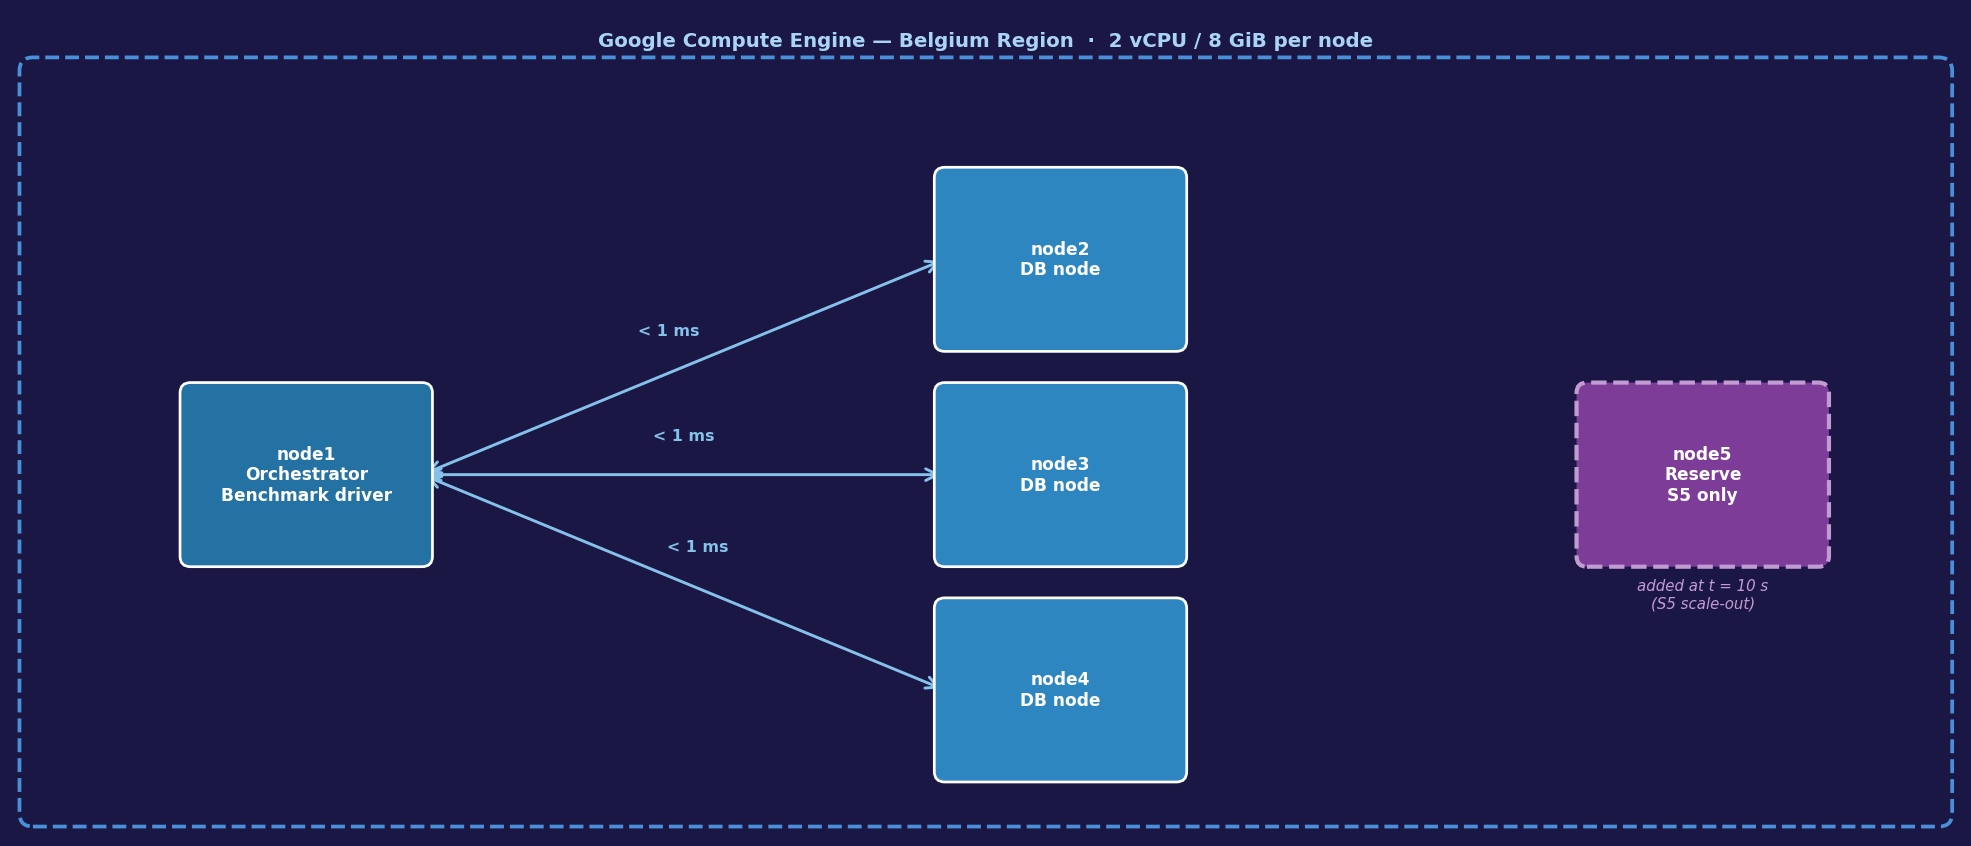 Google Compute Engine — Belgium Region · 2 vCPU / 8 GiB per node
node2
DB node
< 1 ms
< 1 ms
node1
Orchestrator
Benchmark driver
node3
DB node
node5
Reserve
S5 only
< 1 ms
added at t = 10 s
(S5 scale-out)
node4
DB node